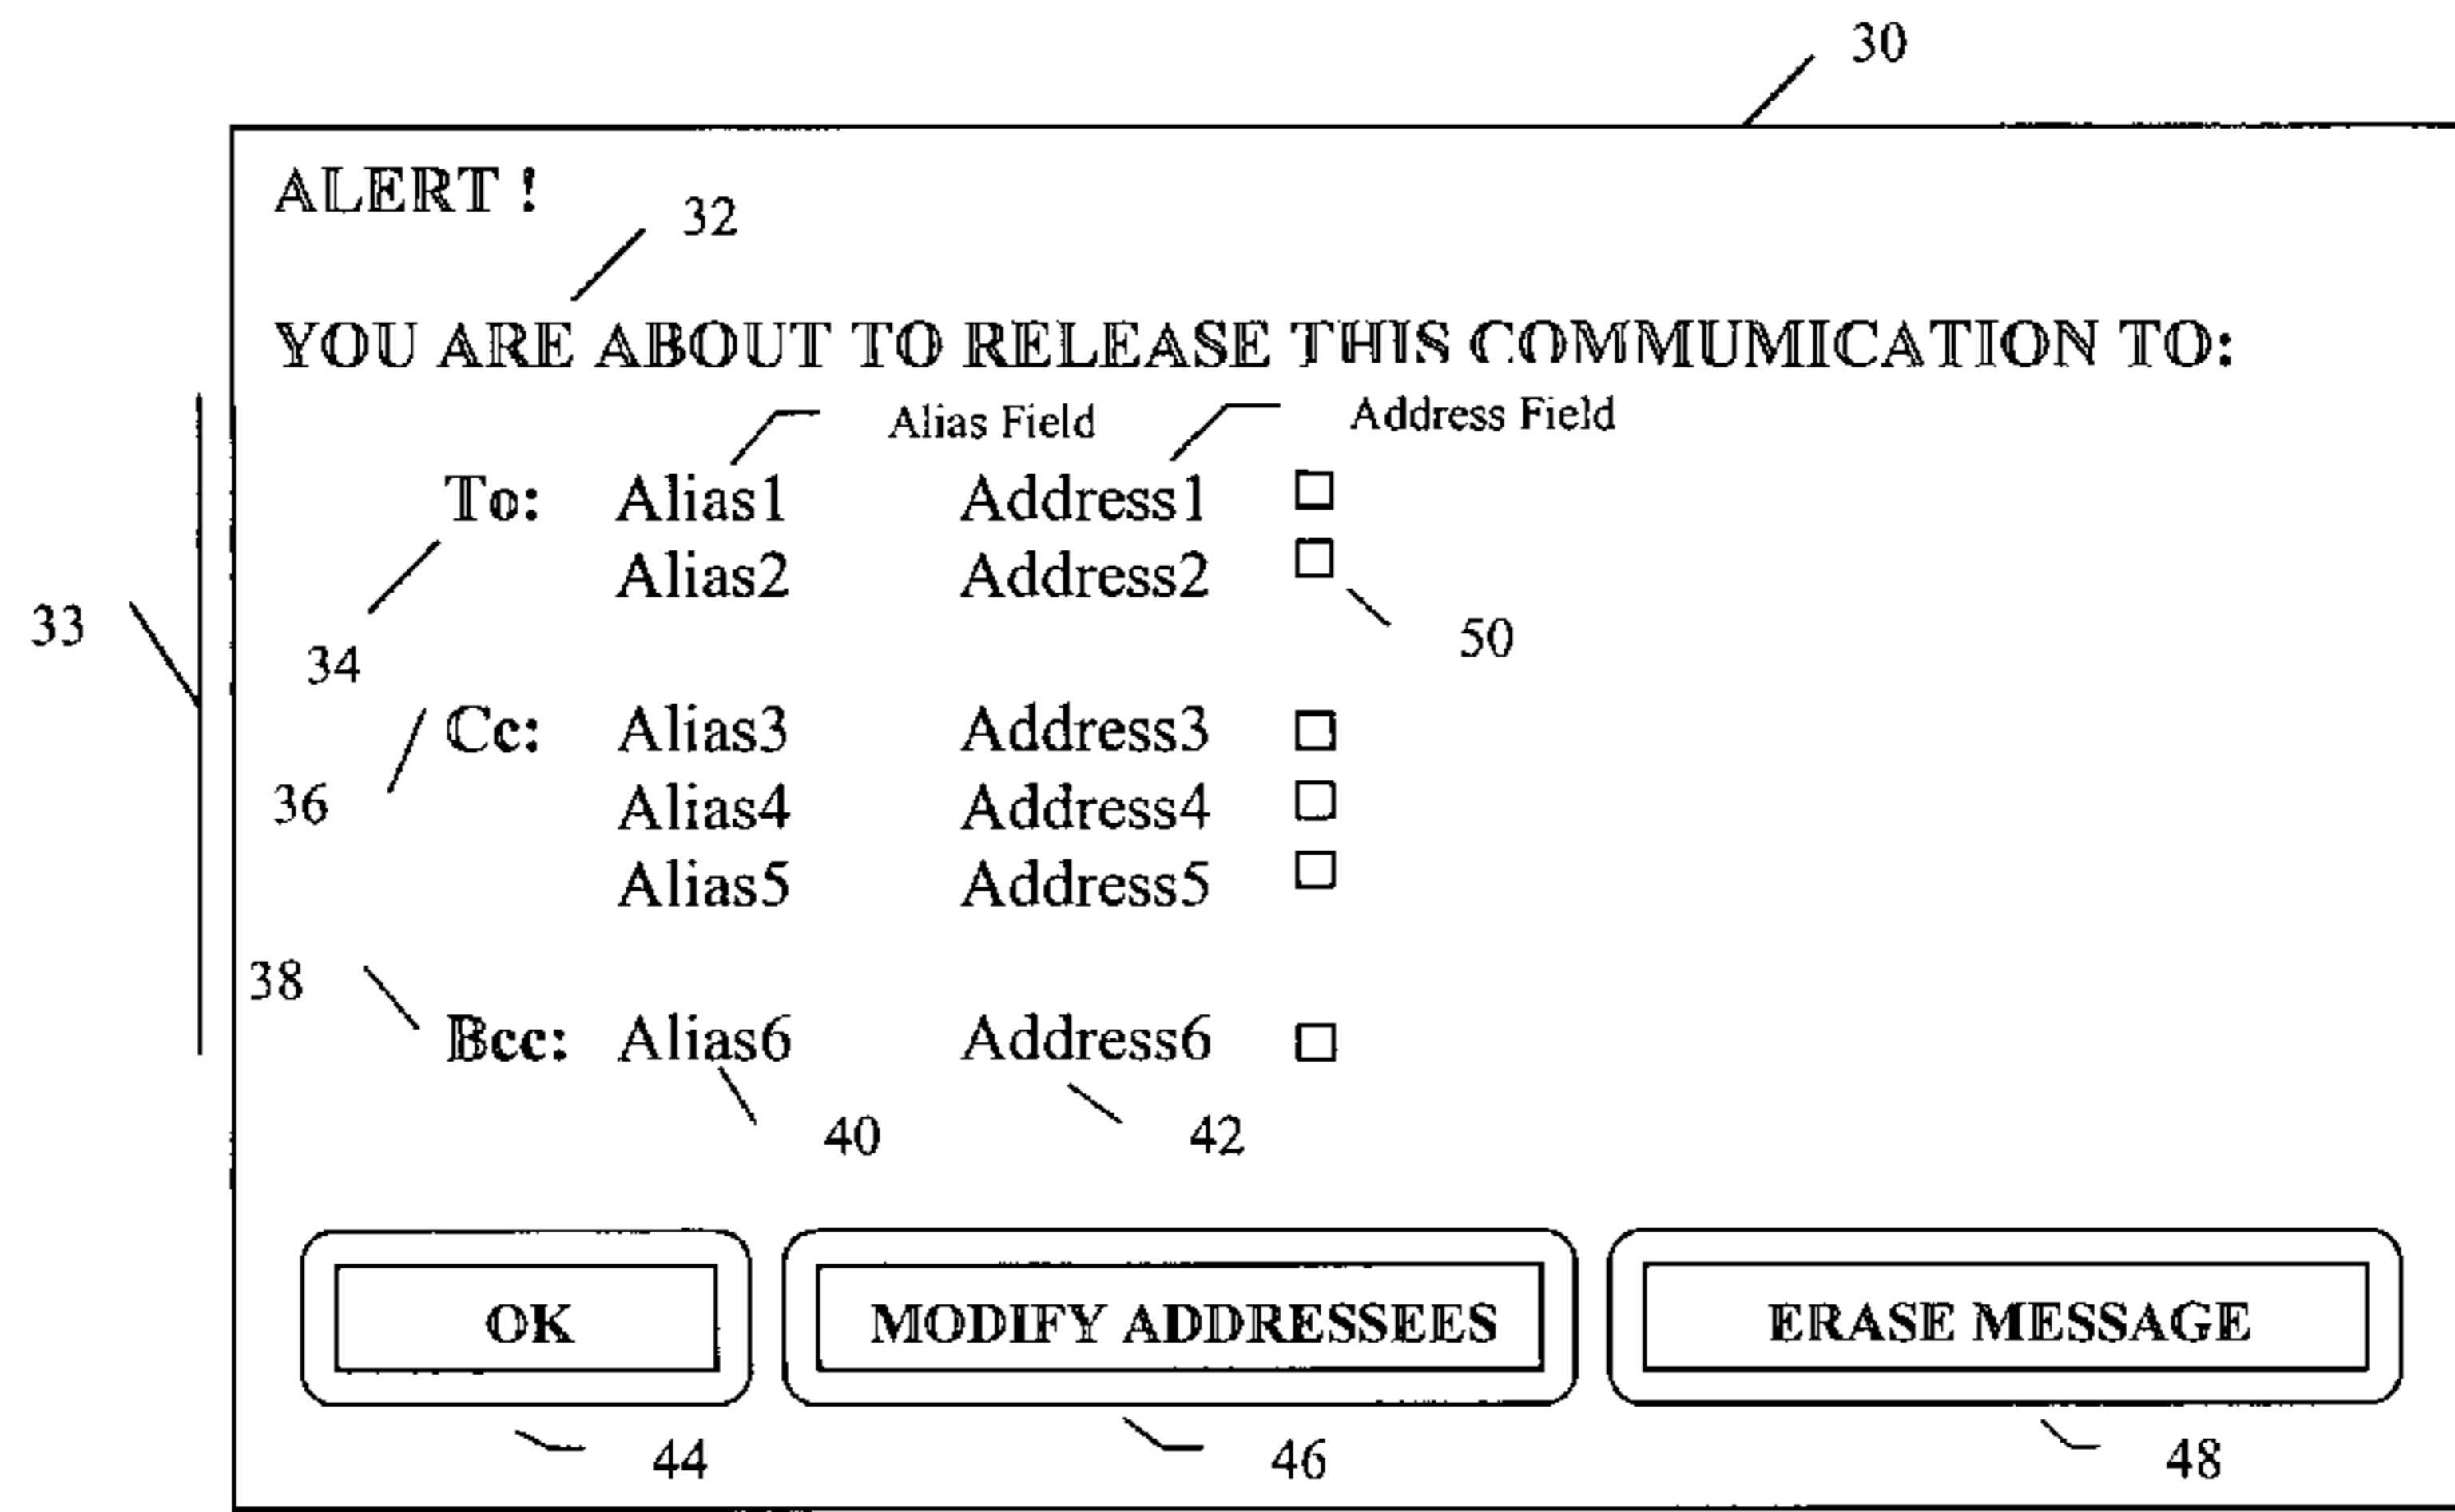 30
ALERT !
32
YOU ARE ABOUT TO RELEASE THIS COMMUMICATION TO:
Alias Field Address Field
To: Alias1 Address1
Alias2 Address2
33
50
34
Cc: Alias3 Address3
36 Alias4 Address4
Alias5 Address5
38
Bcc: Alias6 Address6
40 42
OK MODIFY ADDRESSEES ERASE MESSAGE
44 46 48